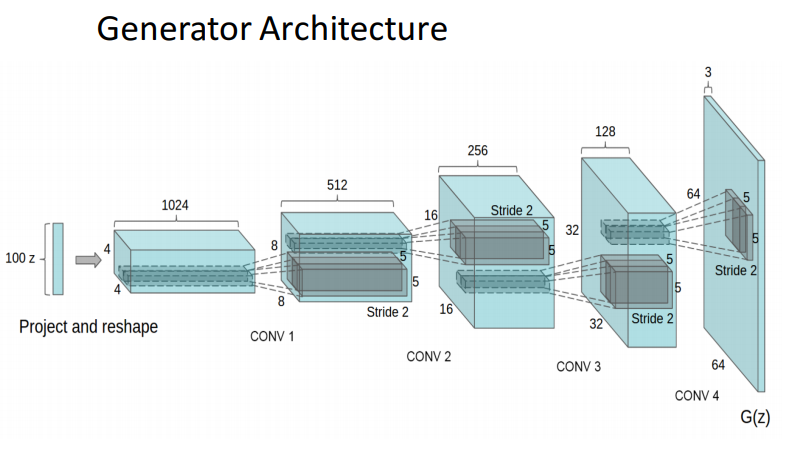 Generator Architecture
100 z
Project and reshape
1024
4
4
CONV 1
512
8
8
5
5
Stride 2
CONV 2
256
16
16
Stride 2
5
5
CONV 3
128
32
32
5
5
Stride 2
CONV 4
3
64
64
5
5
Stride 2
G(z)